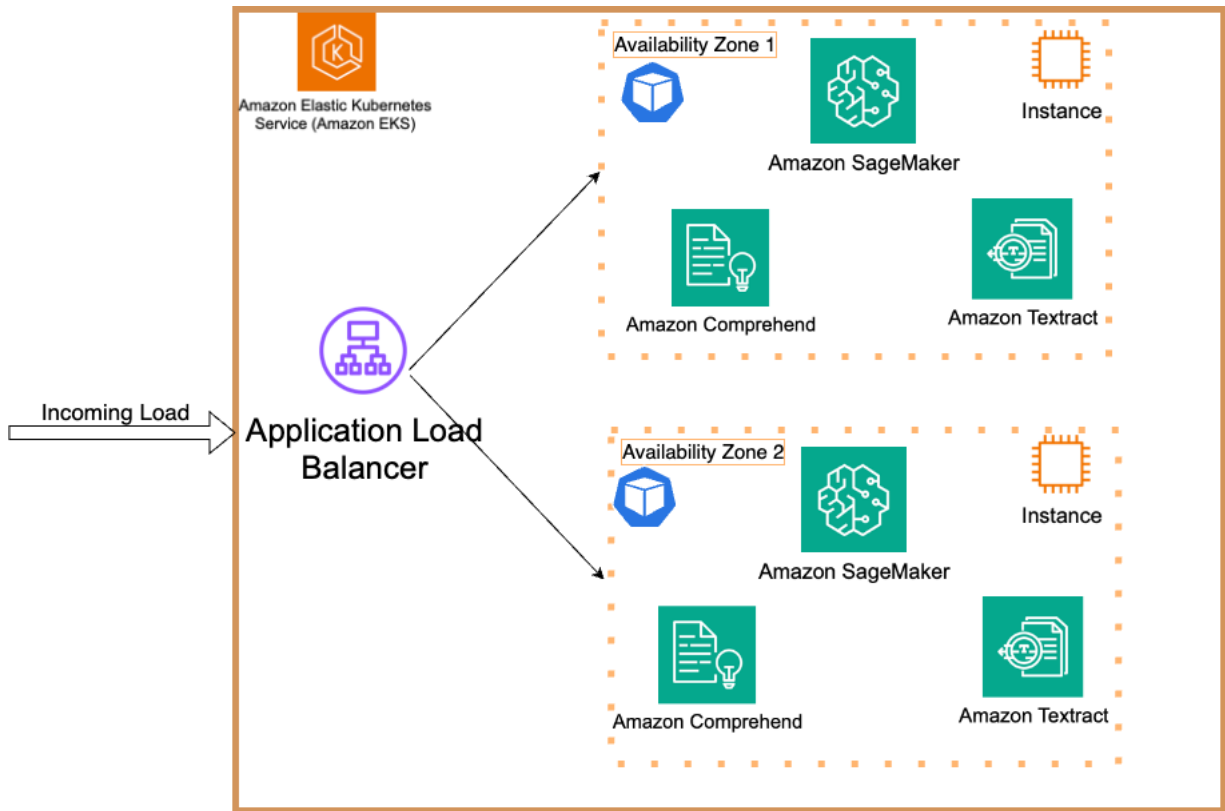 Amazon Elastic Kubernetes
Service (Amazon EKS)
Incoming Load
Application Load
Balancer
Availability Zone 1
Instance
Amazon SageMaker
Amazon Comprehend
Amazon Textract
Availability Zone 2
Instance
Amazon SageMaker
Amazon Comprehend
Amazon Textract